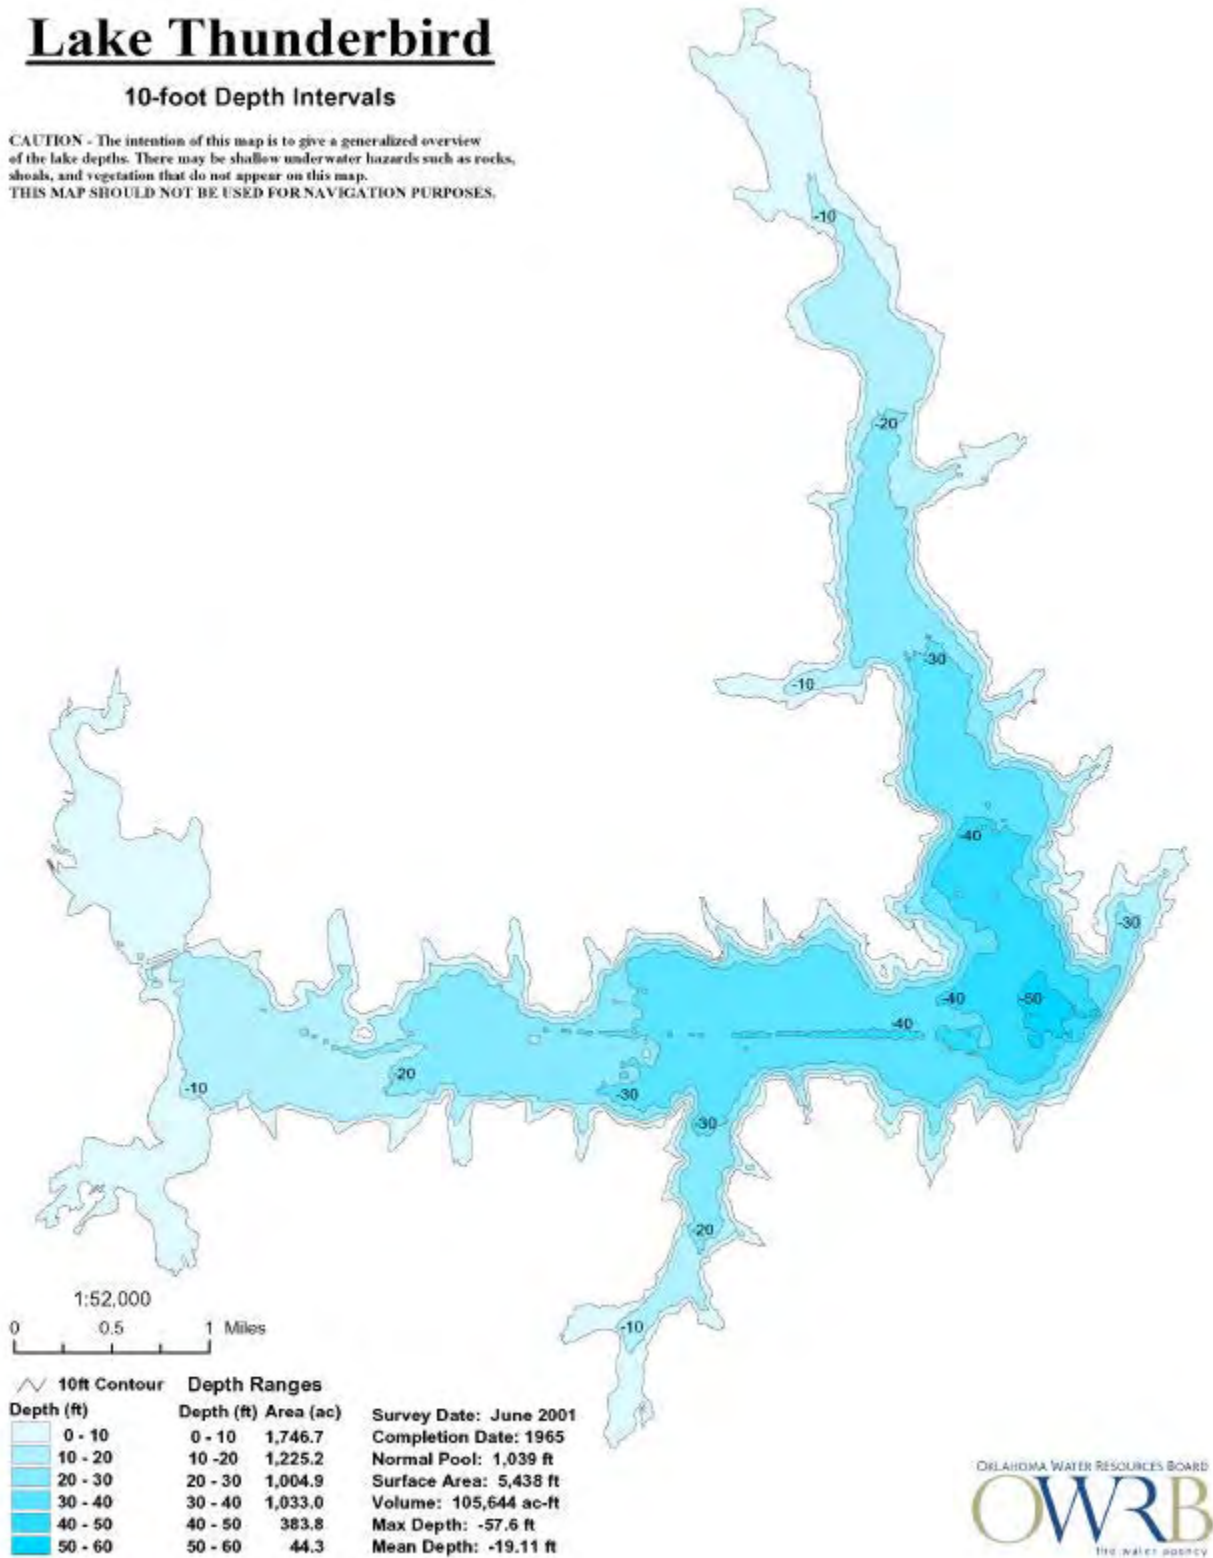 Lake Thunderbird
10-foot Depth Intervals
CAUTION - The intention of this map is to give a generalized overview
of the lake depths. There may be shallow underwater hazards such as rocks,
shoals, and vegetation that do not appear on this map.
THIS MAP SHOULD NOT BE USED FOR NAVIGATION PURPOSES.
-10
-20
-30
-10
-40
-30
-40
-50
-40
-20
-10
-30
-30
-20
-10
1:52,000
0 0.5 1 Miles
10ft Contour
Depth (ft)
0 - 10
10 - 20
20 - 30
30 - 40
40 - 50
50 - 60
Depth Ranges
Depth (ft) Area (ac)
0 - 10 1,746.7
10 -20 1,225.2
20 - 30 1,004.9
30 - 40 1,033.0
40 - 50 383.8
50 - 60 44.3
Survey Date: June 2001
Completion Date: 1965
Normal Pool: 1,039 ft
Surface Area: 5,438 ft
Volume: 105,644 ac-ft
Max Depth: -57.6 ft
Mean Depth: -19.11 ft
OKLAHOMA WATER RESOURCES BOARD
OWRB
the water agency